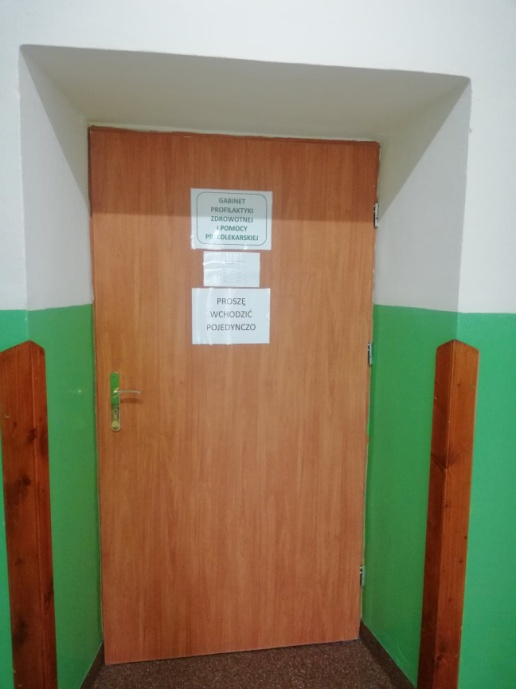 GABINET
PROFILAKTYKI
ZDROWOTNEJ
I POMOCY
PRZEDLEKARSKIEJ
PROSZĘ
WCHODZIĆ
POJEDYNCZO